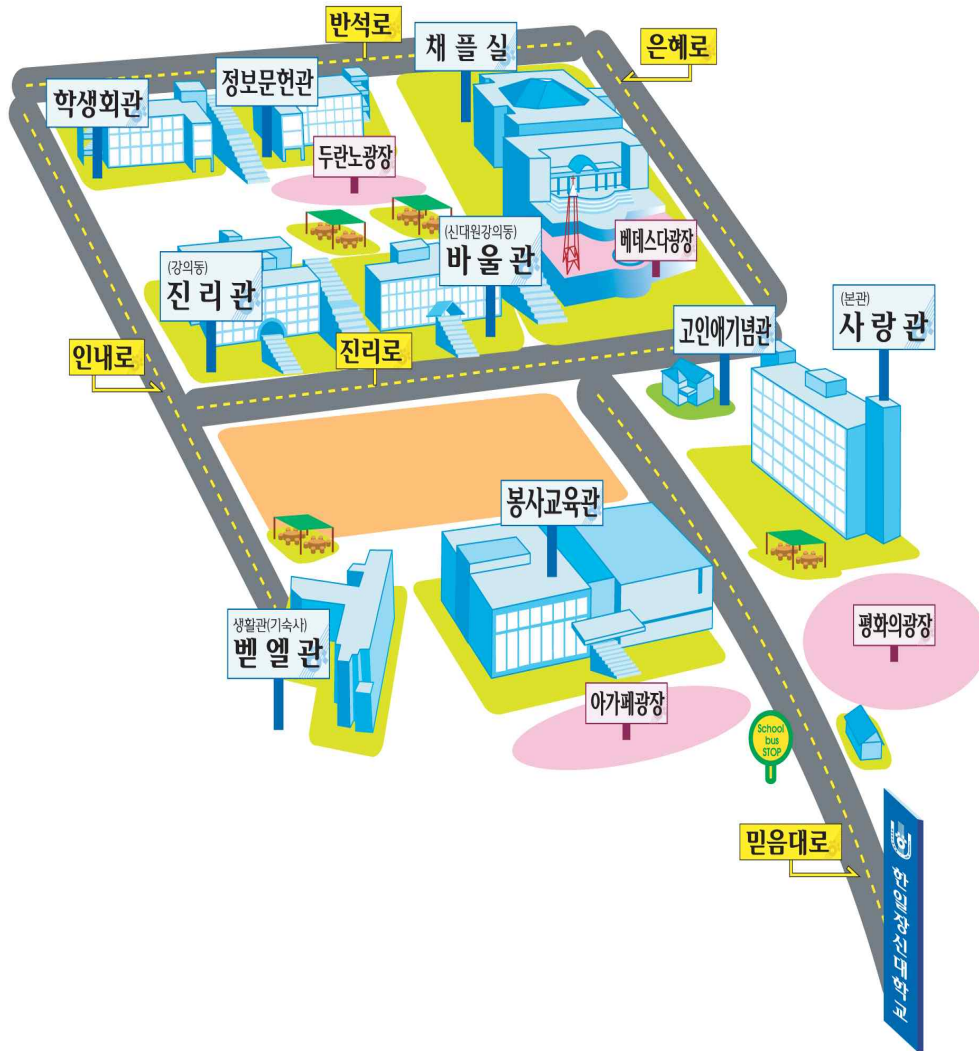 반석로
채플실
은혜로
정보문헌관
학생회관
두란노광장
(신대원강의동)
바울관
베데스다광장
(강의동)
진리관
(본관)
사랑관
고인애기념관
진리로
인내로
봉사교육관
생활관(기숙사)
벧엘관
평화의광장
아가페광장
School
bus
STOP
믿음대로
한일장신대학교